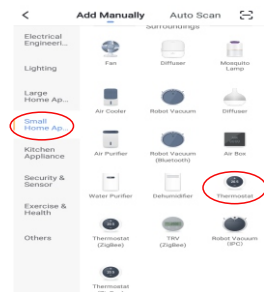 Add Manually
Auto Scan
Electrical
Engineeri...
Lighting
Large
Home Ap...
Small
Home Ap...
Kitchen
Appliance
Security &
Sensor
Exercise &
Health
Others
Surroundings
Fan
Diffuser
Mosquito
Lamp
Air Cooler
Robot Vacuum
Diffuser
Air Purifier
Robot Vacuum
(Bluetooth)
Air Box
Water Purifier
Dehumidifier
Thermostat
Thermostat
(ZigBee)
TRV
(ZigBee)
Robot Vacuum
(IPC)
Thermostat